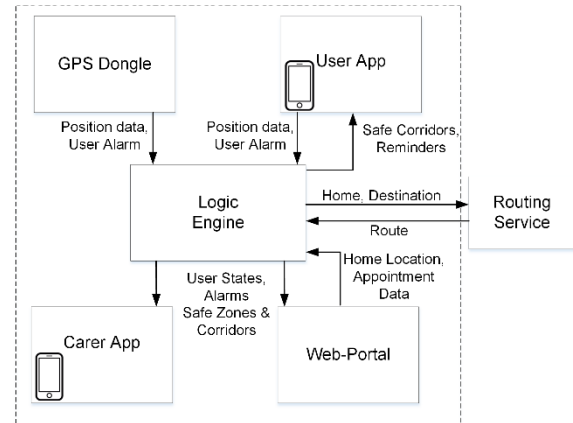 GPS Dongle
User App
Position data,
User Alarm
Position data,
User Alarm
Safe Corridors,
Reminders
Logic
Engine
Home, Destination
Route
Routing
Service
Home Location,
Appointment
Data
User States,
Alarms
Safe Zones &
Corridors
Carer App
Web-Portal